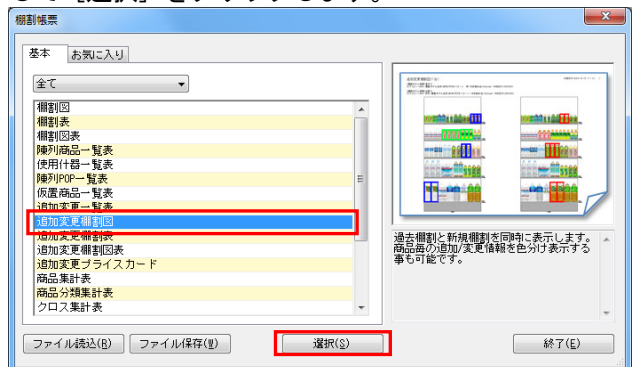 して［選択］をクリックします。
棚割帳票
基本 お気に入り
全て
棚割図
棚割表
棚割図表
陳列商品一覧表
使用什器一覧表
陳列POP一覧表
仮置商品一覧表
追加変更一覧表
追加変更棚割図
追加変更棚割表
追加変更棚割図表
追加変更プライスカード
商品集計表
商品分類集計表
クロス集計表
過去棚割と新規棚割を同時に表示します。
商品毎の追加/変更情報を色分け表示する
事も可能です。
ファイル読込(R) ファイル保存(W) 選択(S) 終了(E)